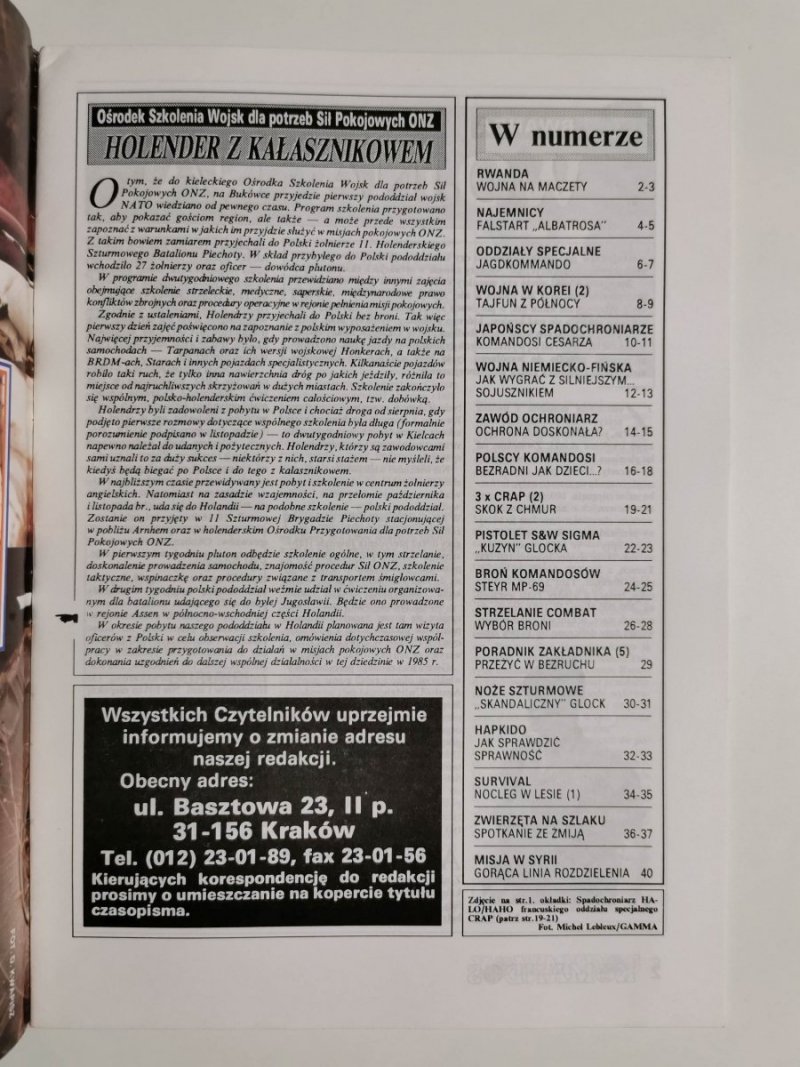 Ośrodek Szkolenia Wojsk dla potrzeb Sił Pokojowych ONZ
HOLENDER Z KAŁASZNIKOWEM
O tym, że do kieleckiego Ośrodka Szkolenia Wojsk dla potrzeb Sił
Pokojowych ONZ, na Bukówce przyjedzie pierwszy pododdział wojsk
NATO wiedziano od pewnego czasu. Program szkolenia przygotowano
tak, aby pokazać gościom region, ale także — a może przede wszystkim
zapoznać z warunkami w jakich im przyjdzie służyć w misjach pokojowych ONZ.
Z takim bowiem zamiarem przyjechali do Polski żołnierze 11. Holenderskiego
Szturmowego Batalionu Piechoty. W skład przybyłego do Polski pododdziału
wchodziło 27 żołnierzy oraz oficer — dowódca plutonu.
W programie dwutygodniowego szkolenia przewidziano między innymi zajęcia
obejmujące szkolenie strzeleckie, medyczne, saperskie, międzynarodowe prawo
konfliktów zbrojnych oraz procedury operacyjne w rejonie pełnienia misji pokojowych.
Zgodnie z ustaleniami, Holendrzy przyjechali do Polski bez broni. Tak więc
pierwszy dzień zajęć poświęcono na zapoznanie z polskim wyposażeniem w wojsku.
Najwięcej przyjemności i zabawy było, gdy prowadzono naukę jazdy na polskich
samochodach — Tarpanach oraz ich wersji wojskowej Honkerach, a także na
BRDM-ach, Starach i innych pojazdach specjalistycznych. Kilkanaście pojazdów
robiło taki ruch, że tylko inna nawierzchnia dróg po jakich jeździły, różniła to
miejsce od najruchliwszych skrzyżowań w dużych miastach. Szkolenie zakończyło
się wspólnym, polsko-holenderskim ćwiczeniem całościowym, tzw. dobówką.
Holendrzy byli zadowoleni z pobytu w Polsce i chociaż droga od sierpnia, gdy
podjęto pierwsze rozmowy dotyczące wspólnego szkolenia była długa (formalnie
porozumienie podpisano w listopadzie) — to dwutygodniowy pobyt w Kielcach
napewno należał do udanych i pożytecznych. Holendrzy, którzy są zawodowcami
sami uznali to za duży sukces — niektórzy z nich, starsi stażem — nie myśleli, że
kiedyś będą biegać po Polsce i do tego z kałasznikowem.
W najbliższym czasie przewidywany jest pobyt i szkolenie w centrum żołnierzy
angielskich. Natomiast na zasadzie wzajemności, na przełomie października
i listopada br., uda się do Holandii — na podobne szkolenie — polski pododdział.
Zostanie on przyjęty w 11 Szturmowej Brygadzie Piechoty stacjonującej
w pobliżu Arnhem oraz w holenderskim Ośrodku Przygotowania dla potrzeb Sił
Pokojowych ONZ.
W pierwszym tygodniu pluton odbędzie szkolenie ogólne, w tym strzelanie,
doskonalenie prowadzenia samochodu, znajomość procedur Sił ONZ, szkolenie
taktyczne, wspinaczkę oraz procedury związane z transportem śmigłowcami.
W drugim tygodniu polski pododdział weźmie udział w ćwiczeniu organizowa-
nym dla batalionu udającego się do byłej Jugosławii. Będzie ono prowadzone
w rejonie Assen w północno-wschodniej części Holandii.
W okresie pobytu naszego pododdziału w Holandii planowana jest tam wizyta
oficerów z Polski w celu obserwacji szkolenia, omówienia dotychczasowej współ-
pracy w zakresie przygotowania do działań w misjach pokojowych ONZ oraz
dokonania uzgodnień do dalszej wspólnej działalności w tej dziedzinie w 1985 r.
Wszystkich Czytelników uprzejmie
informujemy o zmianie adresu
naszej redakcji.
Obecny adres:
ul. Basztowa 23, II p.
31-156 Kraków
Tel. (012) 23-01-89, fax 23-01-56
Kierujących korespondencję do redakcji
prosimy o umieszczanie na kopercie tytułu
czasopisma.
W numerze
RWANDA
WOJNA NA MACZETY 2-3
NAJEMNICY
FALSTART „ALBATROSA” 4-5
ODDZIAŁY SPECJALNE
JAGDKOMMANDO 6-7
WOJNA W KOREI (2)
TAJFUN Z PÓŁNOCY 8-9
JAPOŃSCY SPADOCHRONIARZE
KOMANDOSI CESARZA 10-11
WOJNA NIEMIECKO-FIŃSKA
JAK WYGRAĆ Z SILNIEJSZYM...
SOJUSZNIKIEM 12-13
ZAWÓD OCHRONIARZ
OCHRONA DOSKONAŁA? 14-15
POLSCY KOMANDOSI
BEZRADNI JAK DZIECI...? 16-18
3 x CRAP (2)
SKOK Z CHMUR 19-21
PISTOLET S&W SIGMA
„KUZYN” GLOCKA 22-23
BROŃ KOMANDOSÓW
STEYR MP-69 24-25
STRZELANIE COMBAT
WYBÓR BRONI 26-28
PORADNIK ZAKŁADNIKA (5)
PRZEŻYĆ W BEZRUCHU 29
NOŻE SZTURMOWE
„SKANDALICZNY” GLOCK 30-31
HAPKIDO
JAK SPRAWDZIĆ
SPRAWNOŚĆ 32-33
SURVIVAL
NOCLEG W LESIE (1) 34-35
ZWIERZĘTA NA SZLAKU
SPOTKANIE ZE ŻMIJĄ 36-37
MISJA W SYRII
GORĄCA LINIA ROZDZIELENIA 40
Zdjęcie na str.1. okładki: Spadochroniarz HA-
LO/HAHO francuskiego oddziału specjalnego
CRAP (patrz str.19-21)
Fot. Michel Lebleux/GAMMA